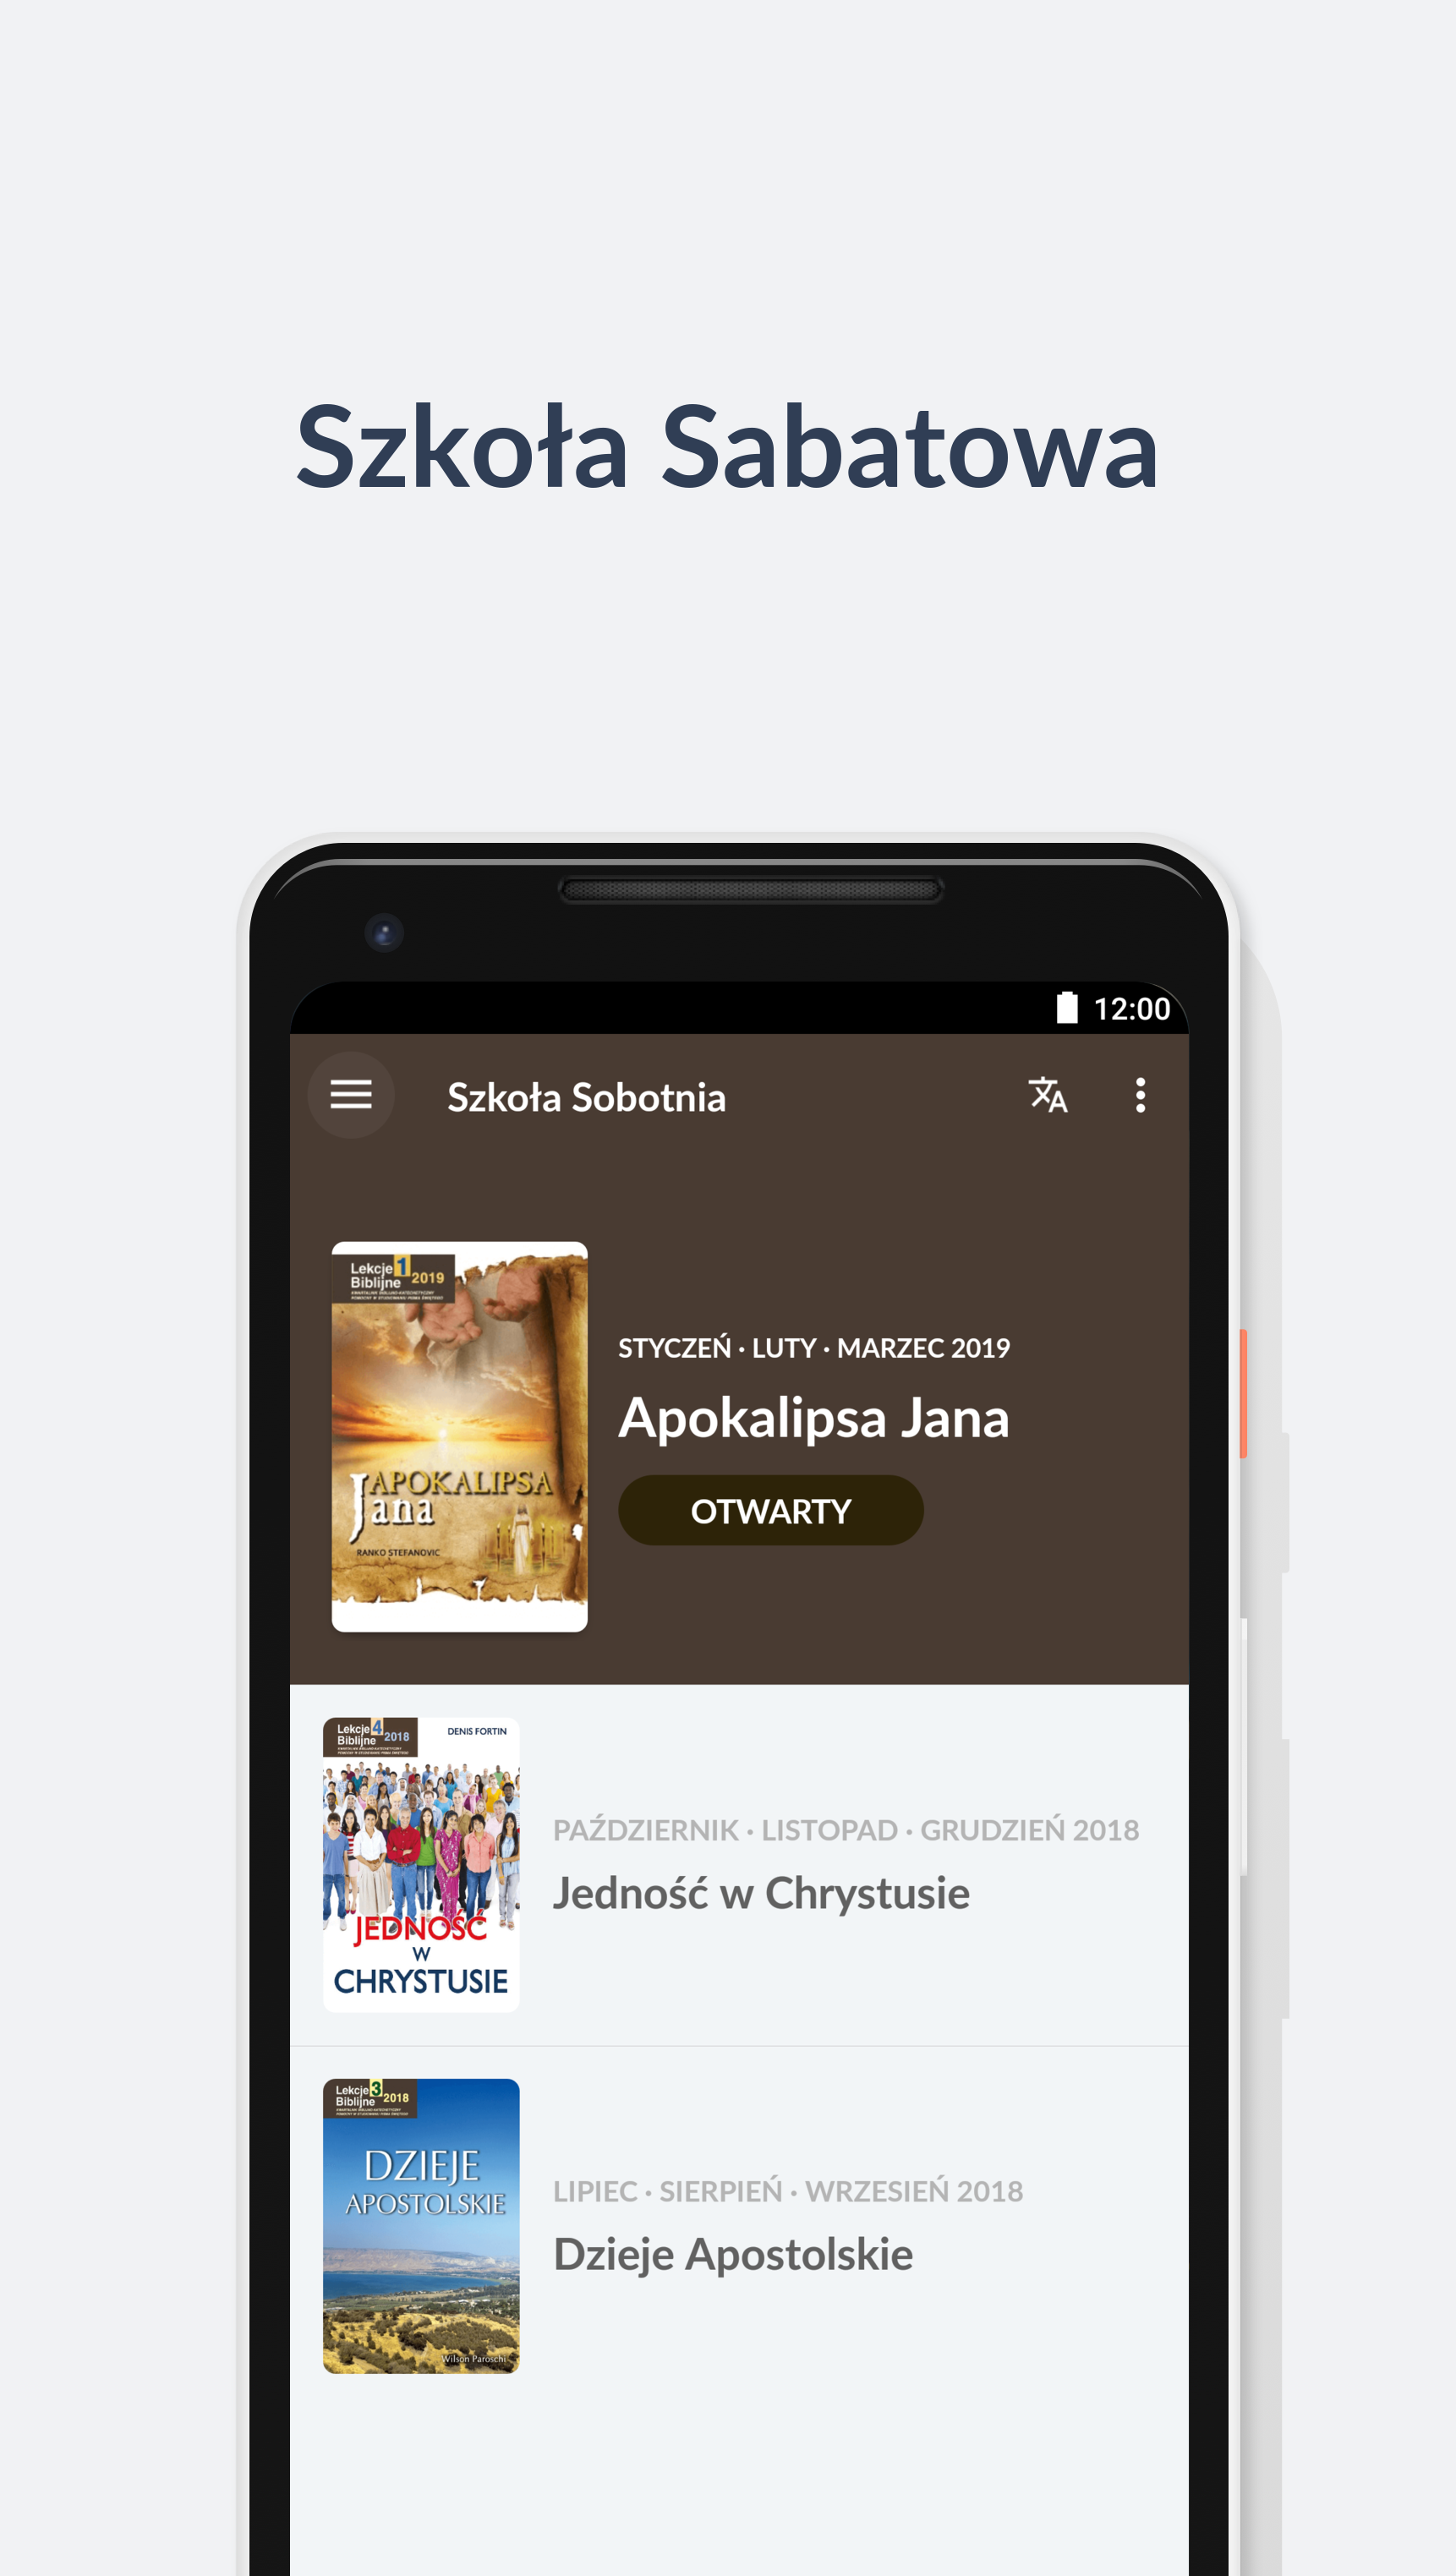 Szkoła Sabatowa
12:00
Szkoła Sobotnia
Lekcje 1
Biblijne 2019
STYCZEŃ · LUTY · MARZEC 2019
Apokalipsa Jana
OTWARTY
APOKALIPSA
Jana
RANKO STEFANOVIC
Lekcje 4
Biblijne 2018
DENIS FORTIN
PAŹDZIERNIK · LISTOPAD · GRUDZIEŃ 2018
Jedność w Chrystusie
JEDNOŚĆ
W
CHRYSTUSIE
Lekcje 3
Biblijne 2018
DZIEJE
APOSTOLSKIE
LIPIEC · SIERPIEŃ · WRZESIEŃ 2018
Dzieje Apostolskie
Wilson Paroschi